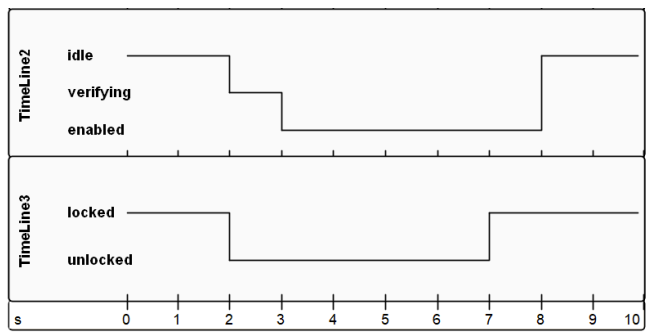 TimeLine2
idle
verifying
enabled
TimeLine3
locked
unlocked
s 0 1 2 3 4 5 6 7 8 9 10